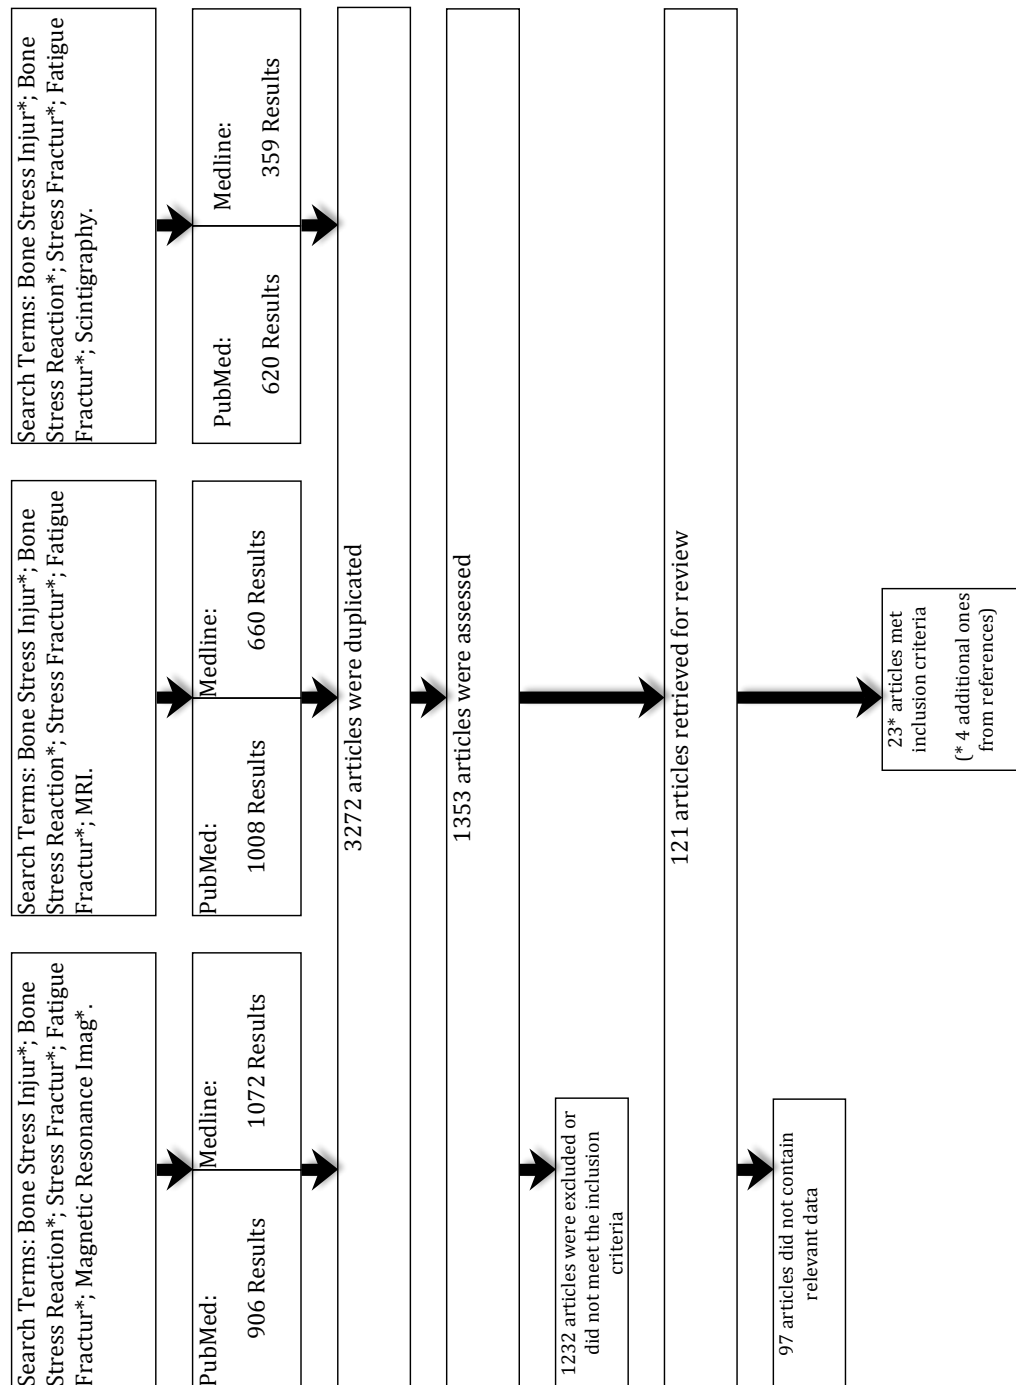 Search Terms: Bone Stress Injur*; Bone
Stress Reaction*; Stress Fractur*; Fatigue
Fractur*; Magnetic Resonance Imag*.
Search Terms: Bone Stress Injur*; Bone
Stress Reaction*; Stress Fractur*; Fatigue
Fractur*; MRI.
Search Terms: Bone Stress Injur*; Bone
Stress Reaction*; Stress Fractur*; Fatigue
Fractur*; Scintigraphy.
PubMed:
906 Results
Medline:
1072 Results
PubMed:
1008 Results
Medline:
660 Results
PubMed:
620 Results
Medline:
359 Results
3272 articles were duplicated
1353 articles were assessed
1232 articles were excluded or
did not meet the inclusion
criteria
121 articles retrieved for review
97 articles did not contain
relevant data
23* articles met
inclusion criteria
(* 4 additional ones
from references)